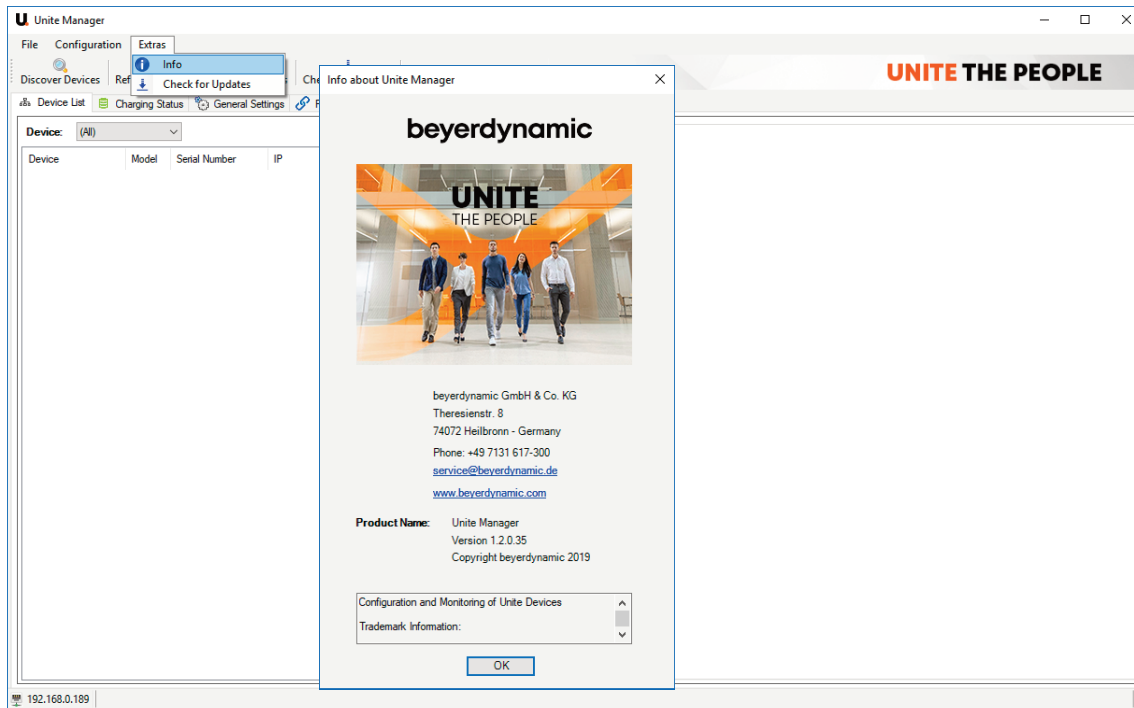 U. Unite Manager
File Configuration Extras
Info
Check for Updates
Discover Devices
UNITE THE PEOPLE
Device List Charging Status General Settings
Device: (All)
Device Model Serial Number IP
Info about Unite Manager
beyerdynamic
UNITE
THE PEOPLE
beyerdynamic GmbH & Co. KG
Theresienstr. 8
74072 Heilbronn - Germany
Phone: +49 7131 617-300
service@beyerdynamic.de
www.beyerdynamic.com
Product Name: Unite Manager
Version 1.2.0.35
Copyright beyerdynamic 2019
Configuration and Monitoring of Unite Devices
Trademark Information:
OK
192.168.0.189